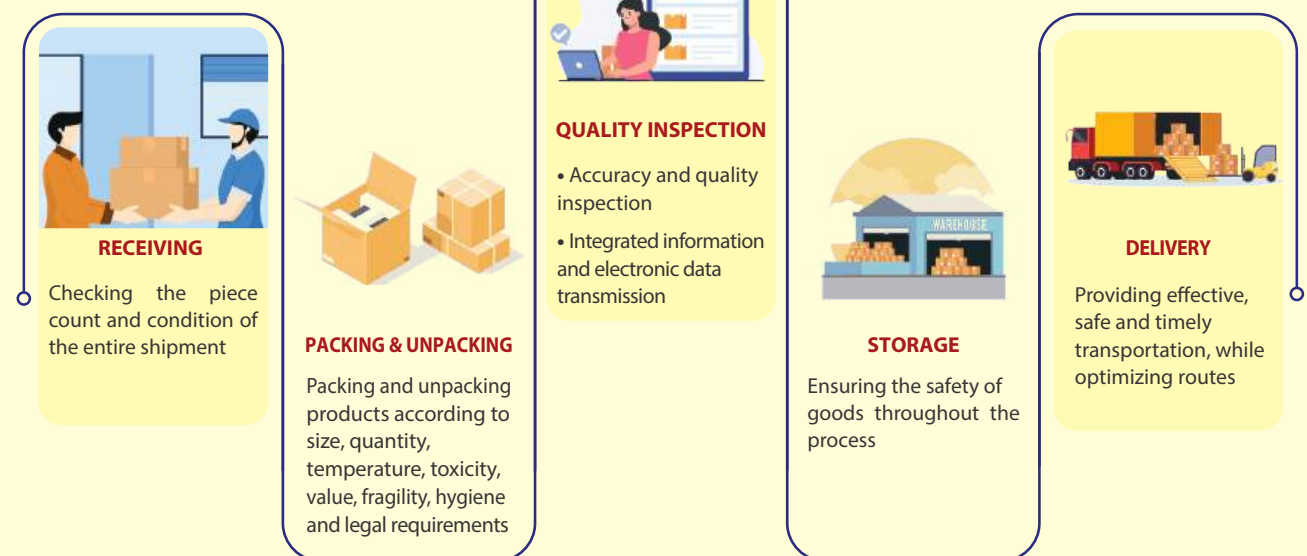 RECEIVING
Checking the piece
count and condition of
the entire shipment
PACKING & UNPACKING
Packing and unpacking
products according to
size, quantity,
temperature, toxicity,
value, fragility, hygiene
and legal requirements
QUALITY INSPECTION
• Accuracy and quality
inspection
• Integrated information
and electronic data
transmission
WAREHOUSE
STORAGE
Ensuring the safety of
goods throughout the
process
DELIVERY
Providing effective,
safe and timely
transportation, while
optimizing routes